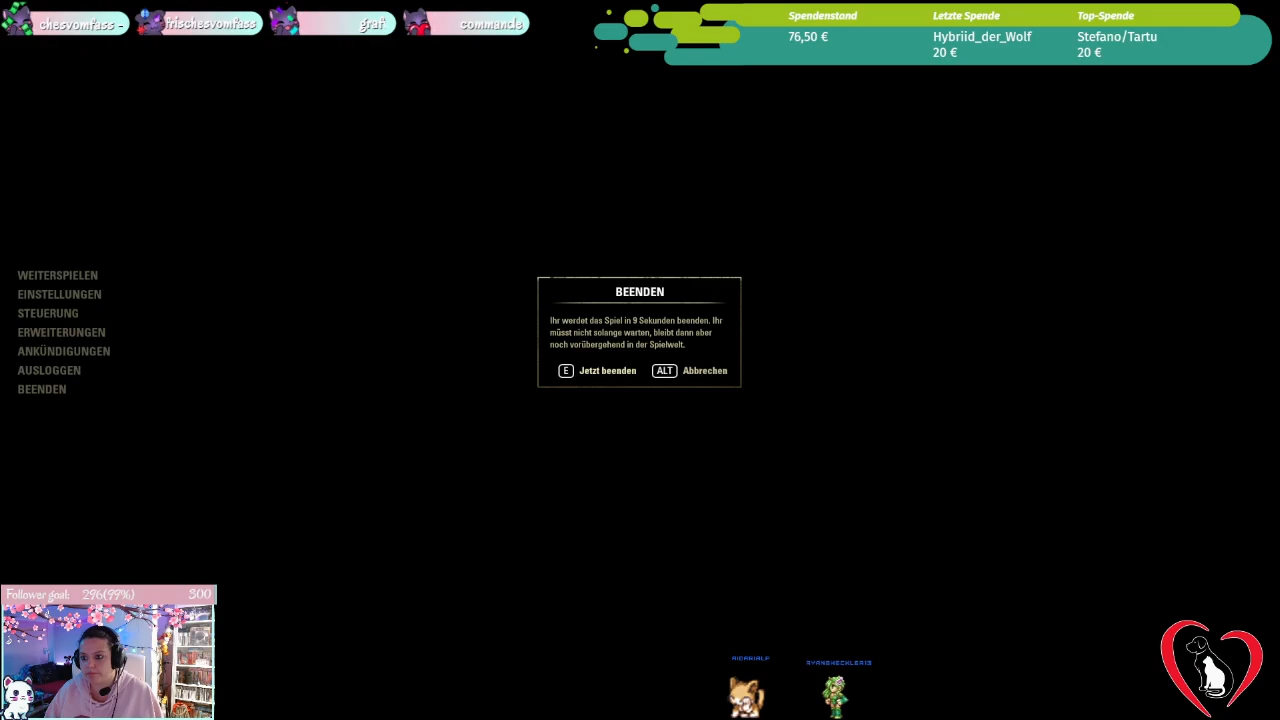 chesvomfass -
frischesvomfass
graf
commande
Spendenstand
Letzte Spende
Top-Spende
76,50 €
Hybriid_der_Wolf
20 €
Stefano/Tartu
20 €
WEITERSPIELEN
EINSTELLUNGEN
STEUERUNG
ERWEITERUNGEN
ANKÜNDIGUNGEN
AUSLOGGEN
BEENDEN
BEENDEN
Ihr werdet das Spiel in 9 Sekunden beenden. Ihr
müsst nicht solange warten, bleibt dann aber
noch vorübergehend in der Spielwelt.
E Jetzt beenden ALT Abbrechen
Follower goal: 296(99%) 300